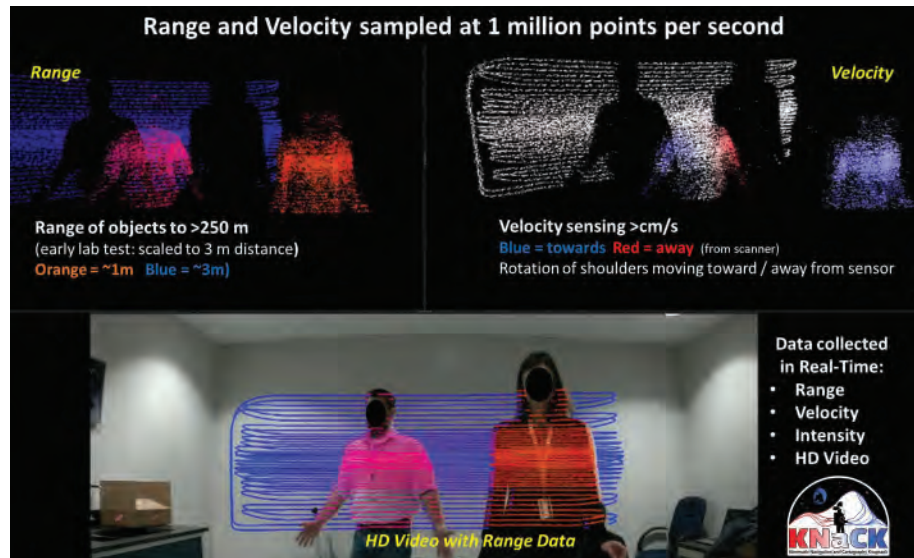 Range and Velocity sampled at 1 million points per second
Range
Velocity
Range of objects to >250 m
(early lab test: scaled to 3 m distance)
Orange = ~1m Blue = ~3m)
Velocity sensing >cm/s
Blue = towards Red = away (from scanner)
Rotation of shoulders moving toward / away from sensor
HD Video with Range Data
Data collected
in Real-Time:
• Range
• Velocity
• Intensity
• HD Video
KNaCK